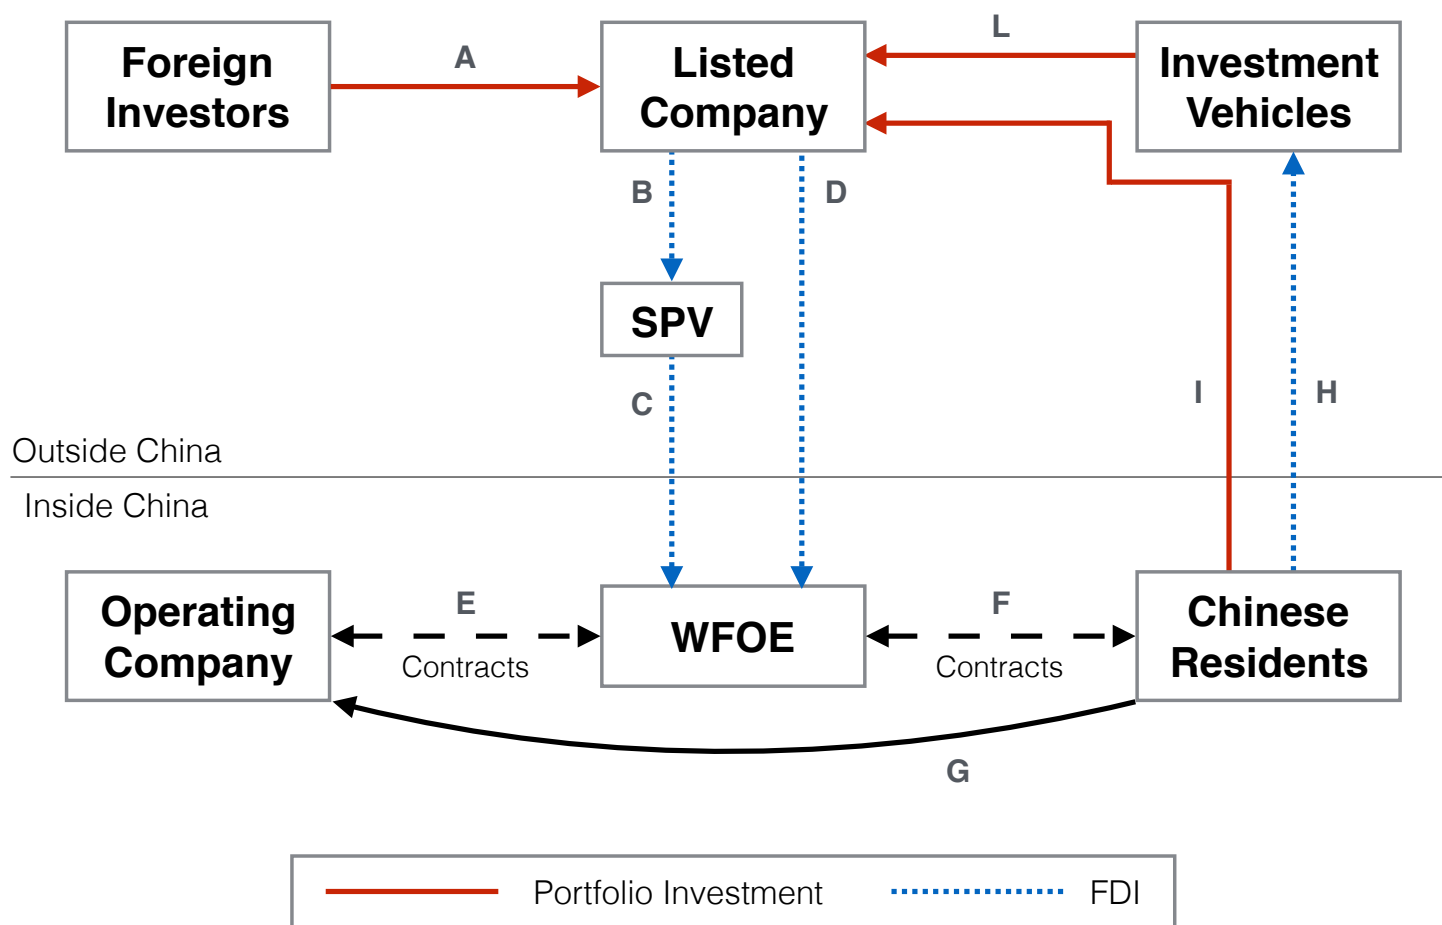 A
L
Foreign
Investors
Listed
Company
Investment
Vehicles
B
D
SPV
C
I
H
Outside China
Inside China
Operating
Company
E
Contracts
WFOE
F
Contracts
Chinese
Residents
G
Portfolio Investment
FDI